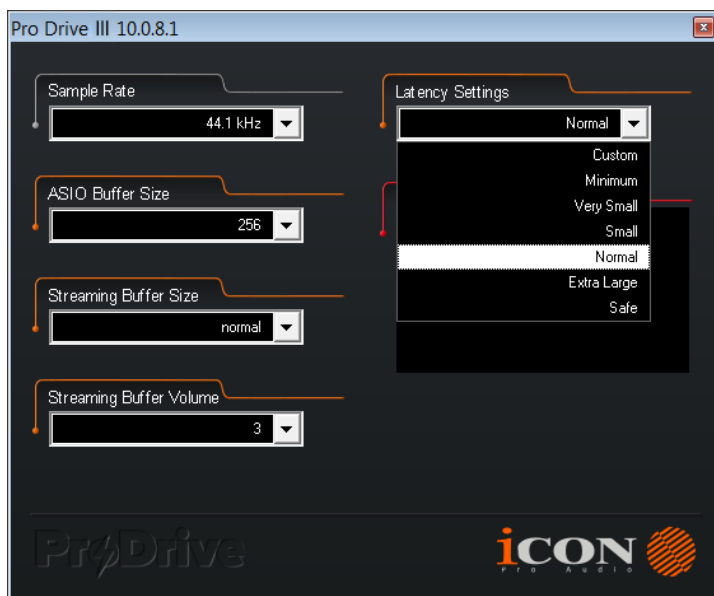 Pro Drive III 10.0.8.1
Sample Rate
44.1 kHz
ASIO Buffer Size
256
Streaming Buffer Size
normal
Streaming Buffer Volume
3
Latency Settings
Normal
Custom
Minimum
Very Small
Small
Normal
Extra Large
Safe
ProDrive
iCON
Pro Audio